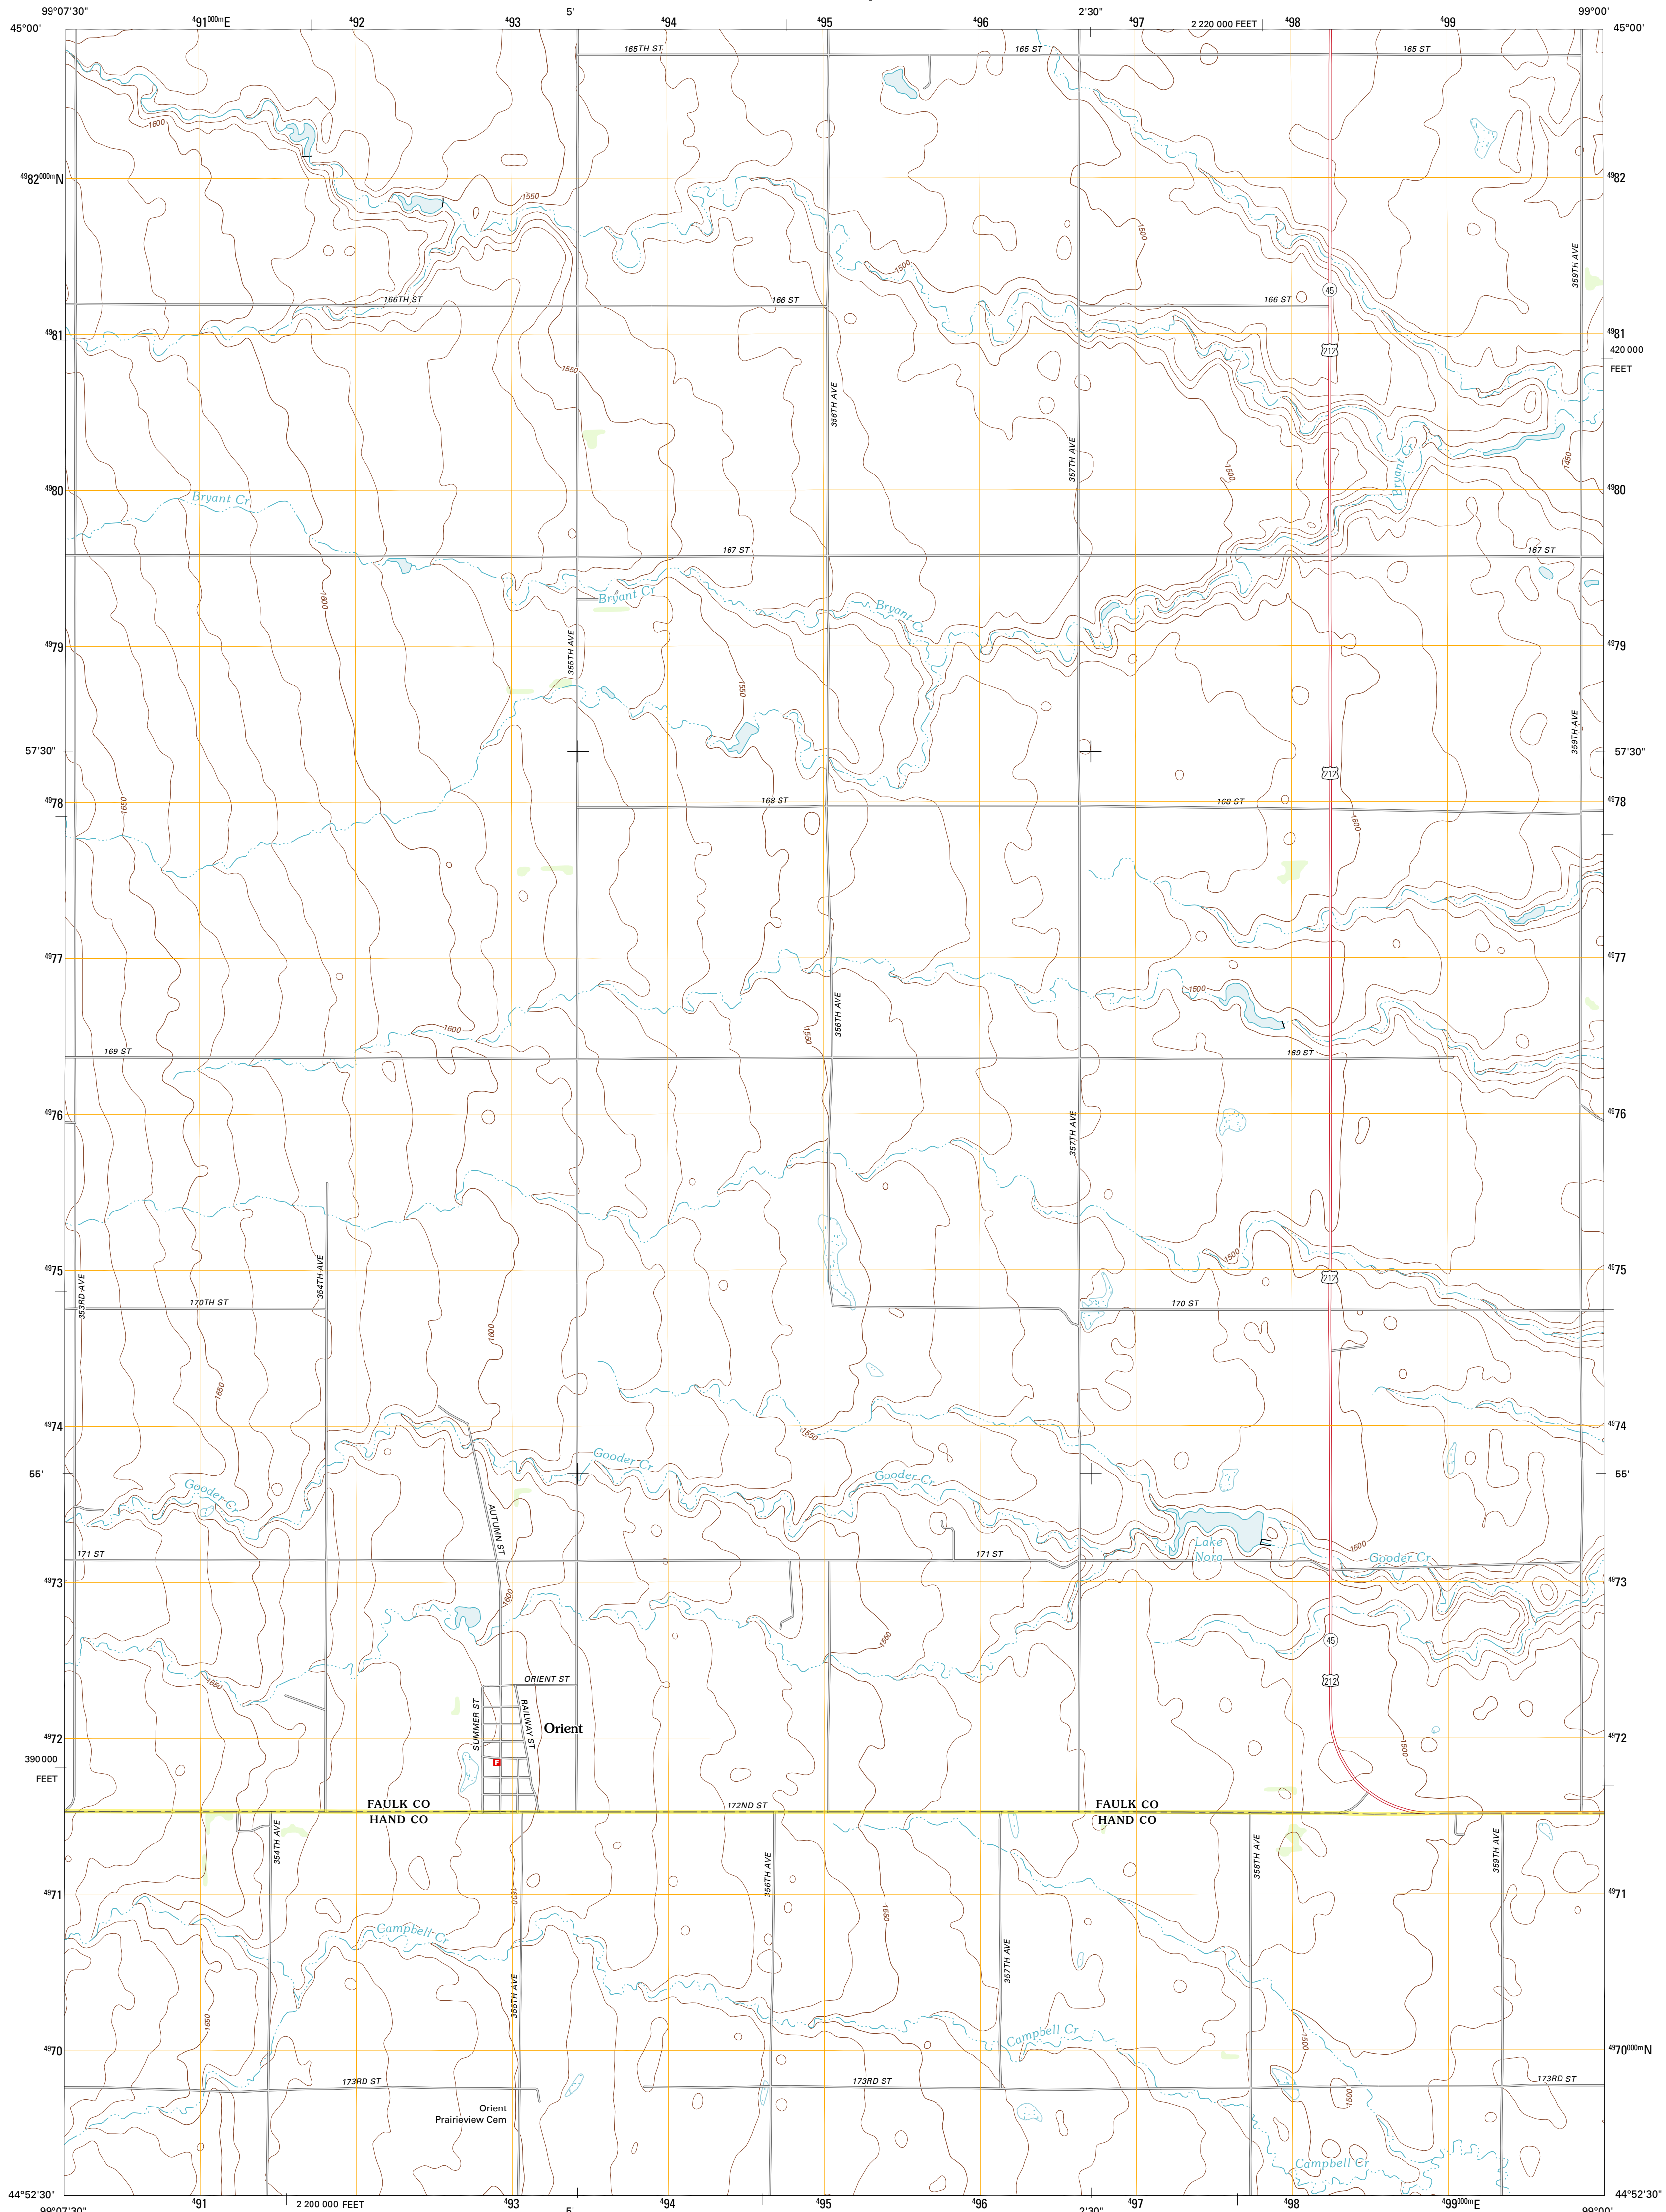 99°07'30"
⁴91⁰⁰⁰ᵐE
⁴92
⁴93
5'
⁴94
⁴95
⁴96
2'30"
⁴97
2 220 000 FEET
⁴98
⁴99
99°00'
45°00'
45°00'
165TH ST
165 ST
165 ST
1600
⁴⁹82⁰⁰⁰ᵐN
⁴⁹82
1550
1500
1500
359TH AVE
45
166TH ST
166 ST
166 ST
⁴⁹81
⁴⁹81
212
420 000
FEET
1550
356TH AVE
357TH AVE
Bryant Cr
1450
1500
⁴⁹80
⁴⁹80
Bryant Cr
167 ST
167 ST
1600
Bryant Cr
Bryant Cr
355TH AVE
⁴⁹79
⁴⁹79
1550
359TH AVE
57'30"
57'30"
212
1650
168 ST
168 ST
⁴⁹78
⁴⁹78
1500
⁴⁹77
⁴⁹77
1500
356TH AVE
1600
1550
169 ST
169 ST
⁴⁹76
⁴⁹76
357TH AVE
1500
⁴⁹75
⁴⁹75
212
353RD AVE
354TH AVE
170TH ST
170 ST
1600
1650
⁴⁹74
⁴⁹74
1550
55'
55'
Gooder Cr
Gooder Cr
Gooder Cr
AUTUMN ST
171 ST
171 ST
Lake
Nora
1500
Gooder Cr
⁴⁹73
⁴⁹73
1600
1550
45
1650
ORIENT ST
212
SUMMER ST
RAILWAY ST
Orient
⁴⁹72
⁴⁹72
1500
390 000
FEET
F
FAULK CO
172ND ST
FAULK CO
HAND CO
HAND CO
354TH AVE
356TH AVE
358TH AVE
359TH AVE
⁴⁹71
⁴⁹71
1600
1550
Campbell Cr
357TH AVE
355TH AVE
1650
Campbell Cr
1500
⁴⁹70
⁴⁹70⁰⁰⁰ᵐN
173RD ST
173RD ST
173RD ST
1500
Orient
Prairieview Cem
Campbell Cr
44°52'30"
44°52'30"
99°07'30"
⁴91
2 200 000 FEET
⁴93
5'
⁴94
⁴95
⁴96
2'30"
⁴97
⁴98
⁴99⁰⁰⁰ᵐE
99°00'